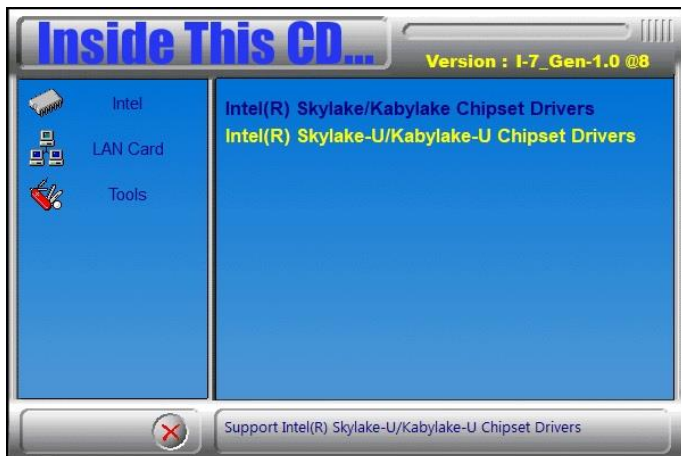 Inside This CD...
Version : I-7_Gen-1.0 @8
Intel
LAN Card
Tools
Intel(R) Skylake/Kabylake Chipset Drivers
Intel(R) Skylake-U/Kabylake-U Chipset Drivers
Support Intel(R) Skylake-U/Kabylake-U Chipset Drivers